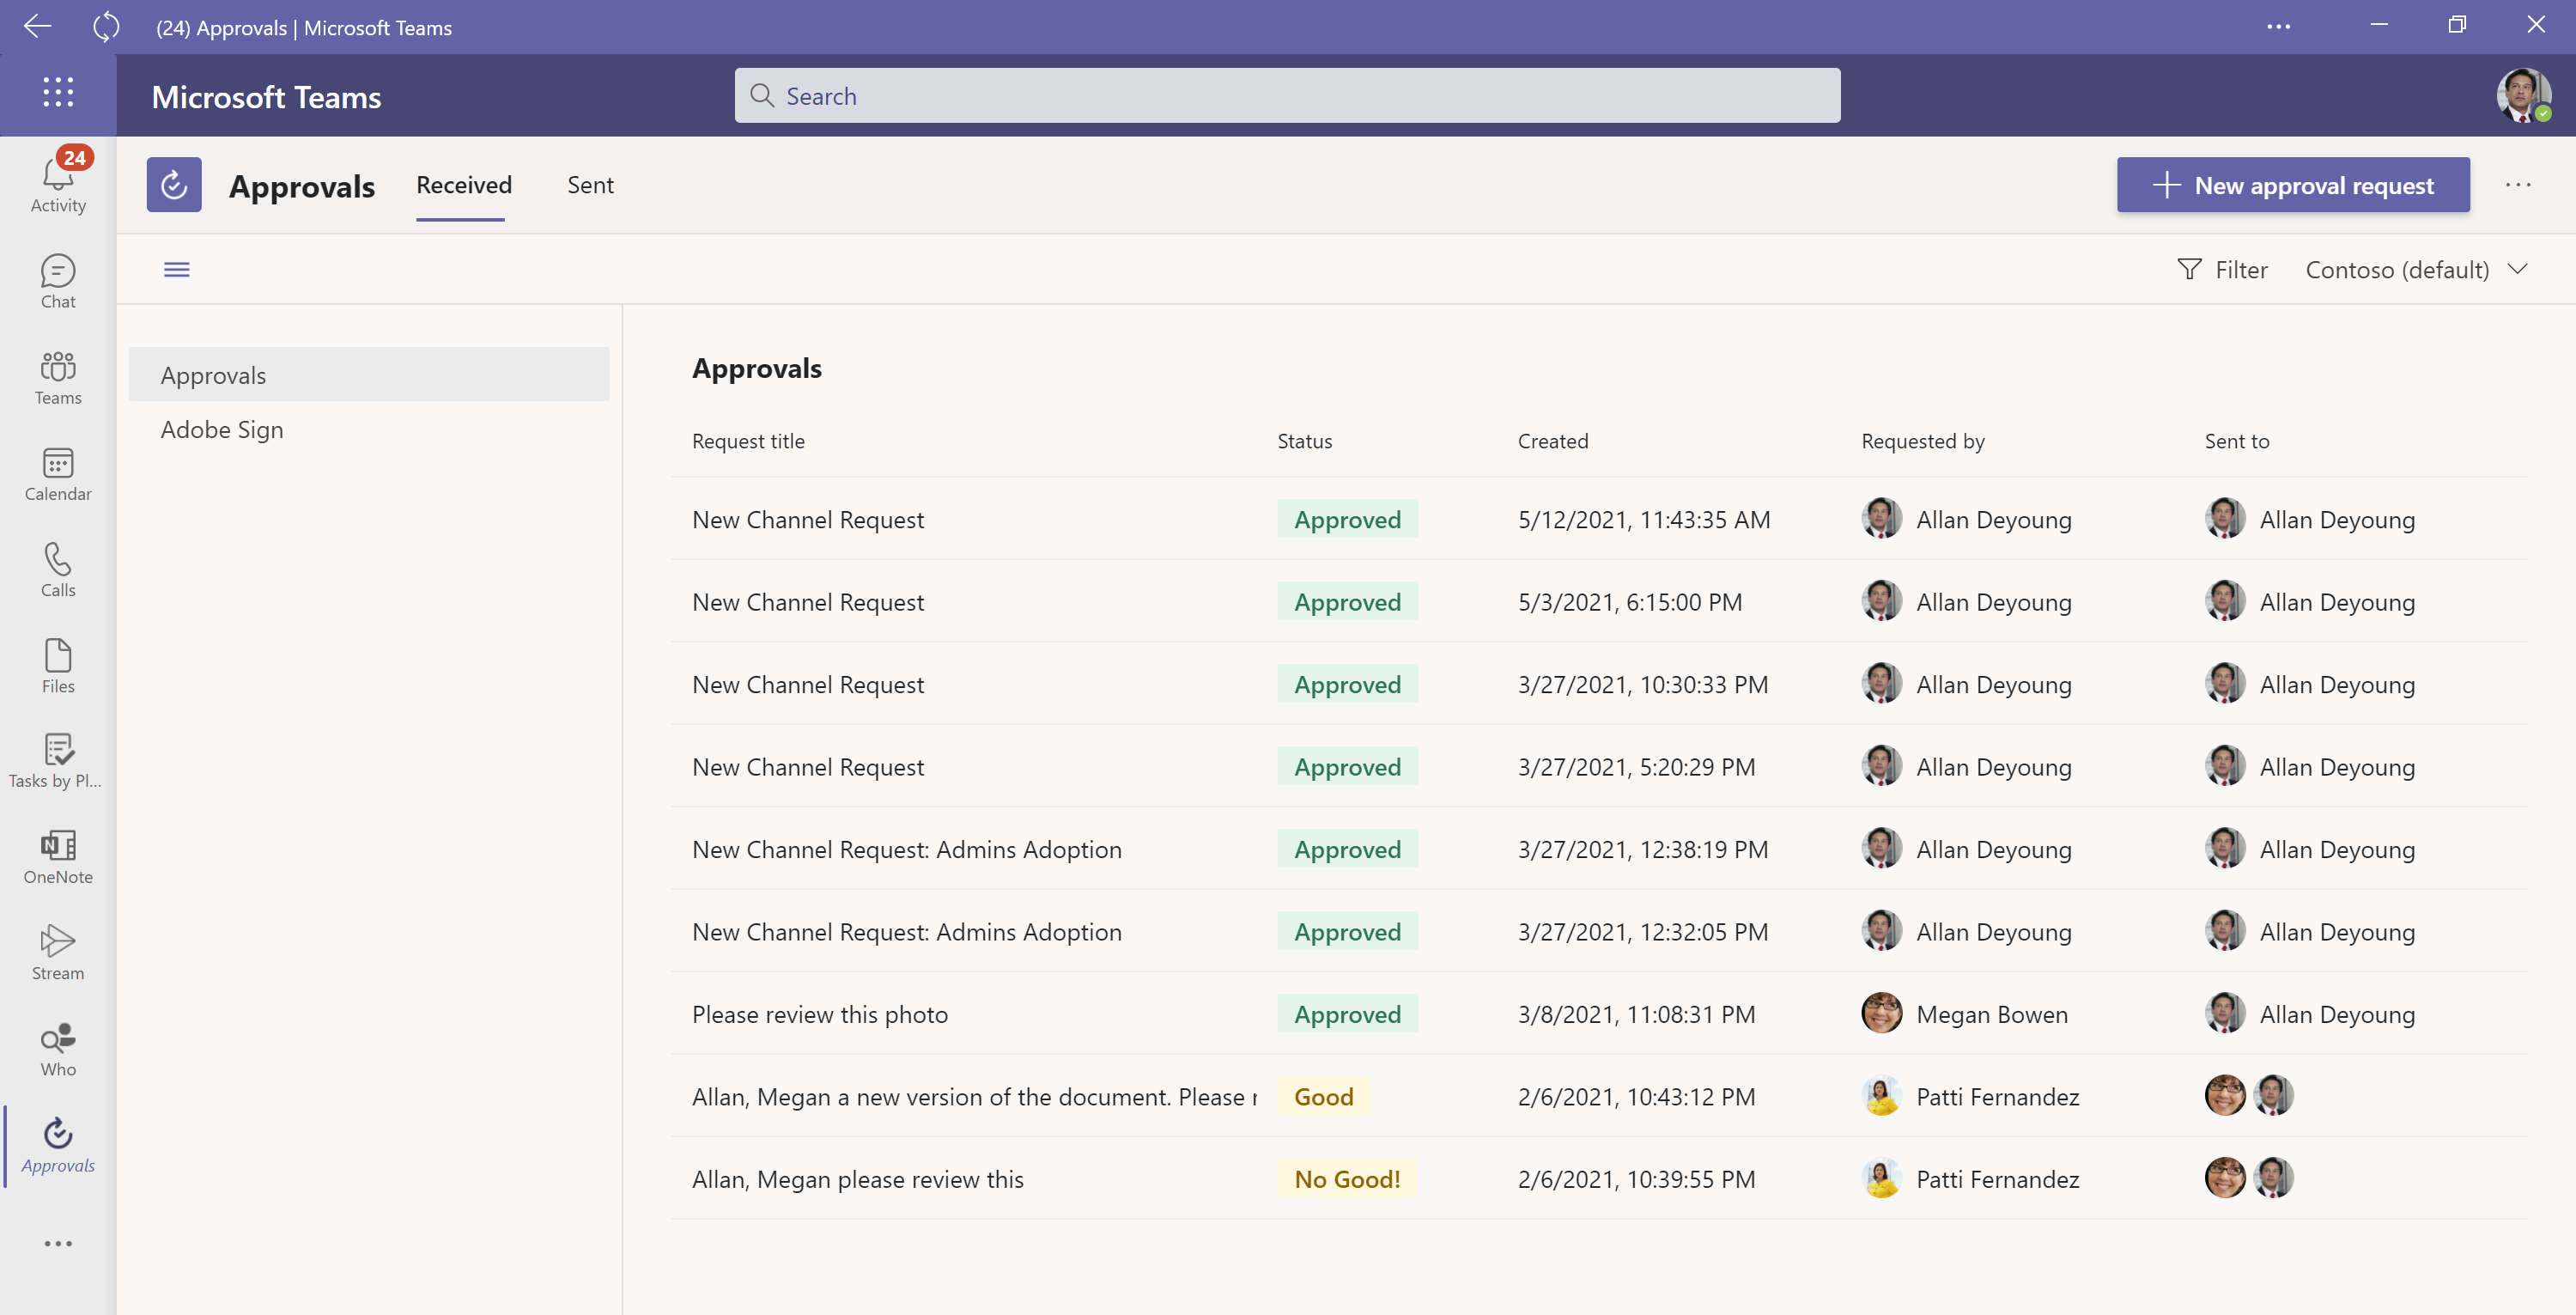 (24) Approvals | Microsoft Teams
Microsoft Teams
Search
24
Activity
Chat
Teams
Calendar
Calls
Files
Tasks by Pl...
OneNote
Stream
Who
Approvals
Approvals Received Sent
New approval request
Filter Contoso (default)
Approvals
Adobe Sign
Approvals
Request title Status Created Requested by Sent to
New Channel Request Approved 5/12/2021, 11:43:35 AM Allan Deyoung Allan Deyoung
New Channel Request Approved 5/3/2021, 6:15:00 PM Allan Deyoung Allan Deyoung
New Channel Request Approved 3/27/2021, 10:30:33 PM Allan Deyoung Allan Deyoung
New Channel Request Approved 3/27/2021, 5:20:29 PM Allan Deyoung Allan Deyoung
New Channel Request: Admins Adoption Approved 3/27/2021, 12:38:19 PM Allan Deyoung Allan Deyoung
New Channel Request: Admins Adoption Approved 3/27/2021, 12:32:05 PM Allan Deyoung Allan Deyoung
Please review this photo Approved 3/8/2021, 11:08:31 PM Megan Bowen Allan Deyoung
Allan, Megan a new version of the document. Please Good 2/6/2021, 10:43:12 PM Patti Fernandez
Allan, Megan please review this No Good! 2/6/2021, 10:39:55 PM Patti Fernandez